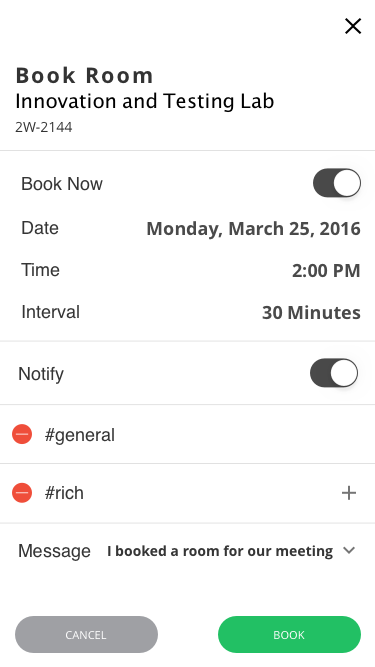 Book Room
Innovation and Testing Lab
2W-2144
Book Now
Date Monday, March 25, 2016
Time 2:00 PM
Interval 30 Minutes
Notify
#general
#rich
Message I booked a room for our meeting
CANCEL BOOK